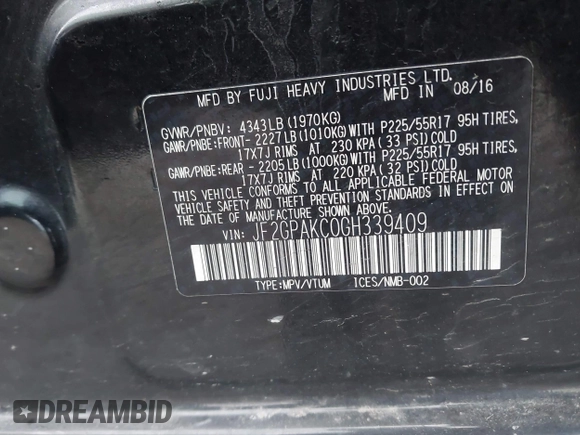 MFD BY FUJI HEAVY INDUSTRIES LTD.
MFD IN 08/16
GVWR/PNBV: 4343LB(1970KG)
GAWR/PNBE:FRONT- 2227LB(1010KG)WITH P225/55R17 95H TIRES,
17X7J RIMS AT 230 KPA(33 PSI)COLD
GAWR/PNBE:REAR - 2205LB(1000KG)WITH P225/55R17 95H TIRES,
17X7J RIMS AT 220 KPA(32 PSI)COLD
THIS VEHICLE CONFORMS TO ALL APPLICABLE FEDERAL MOTOR
VEHICLE SAFETY AND THEFT PREVENTION STANDARDS IN EFFECT ON
THE DATE OF MANUFACTURE SHOWN ABOVE.
VIN: JF2GPAKC0GH339409
TYPE:MPV/VTUM ICES/NMB-002
DREAMBID